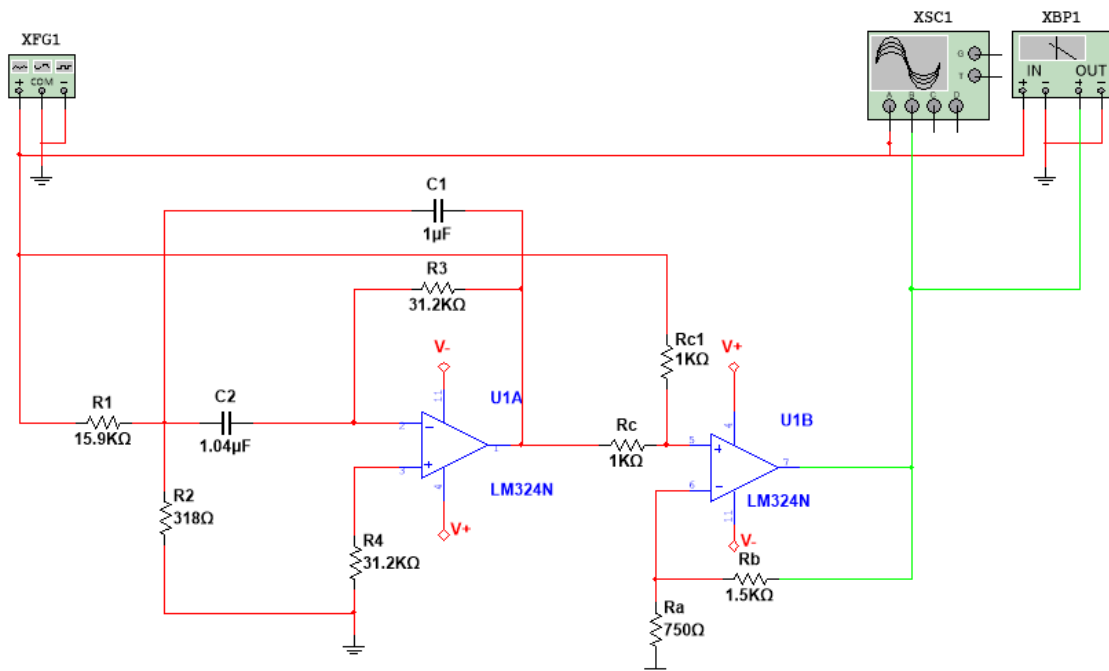 XFG1
COM
XSC1
G
T
A
B
C
D
XBP1
IN
OUT
C1
1µF
R3
31.2KΩ
V-
11
U1A
R1
15.9KΩ
C2
1.04µF
2
3
1
4
LM324N
V+
R2
318Ω
R4
31.2KΩ
Rc1
1KΩ
Rc
1KΩ
V+
4
U1B
5
6
7
11
LM324N
V-
Rb
1.5KΩ
Ra
750Ω